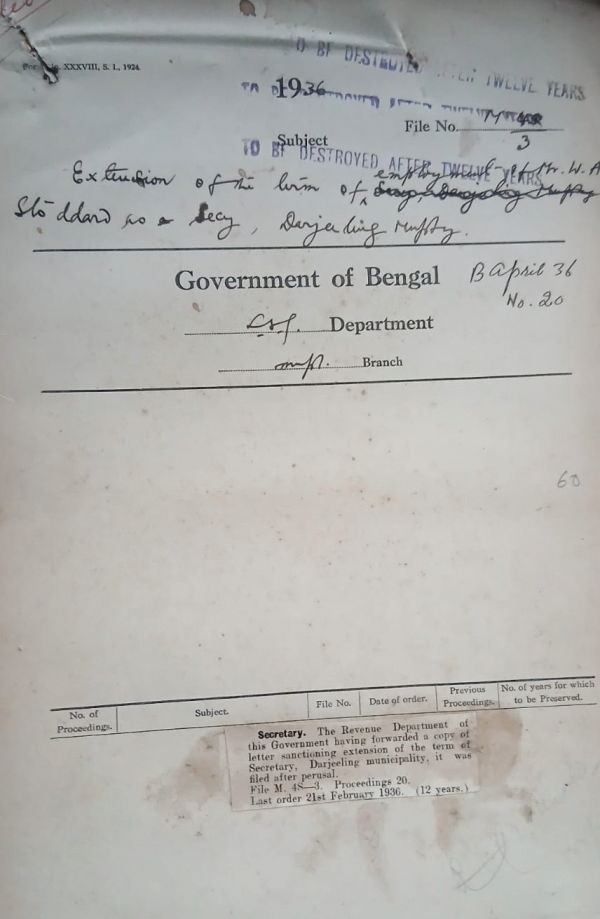 XXXVIII, S. I., 1924.
TO BE DESTROYED AFTER TWELVE YEARS
1936
File No.
3
Subject
TO BE DESTROYED AFTER TWELVE YEARS
Extension of the term of employment of Mr. W. A
Stoddard as a Secy, Darjeeling Mupty.
Government of Bengal
B April 36
No. 20
Department
Branch
60
No. of Proceedings. Subject. File No. Date of order. Previous Proceedings. No. of years for which to be Preserved.
Secretary. The Revenue Department of
this Government having forwarded a copy of
letter sanctioning extension of the term of
Secretary, Darjeeling municipality, it was
filed after perusal.
File M. 4S—3. Proceedings 20.
Last order 21st February 1936. (12 years.)